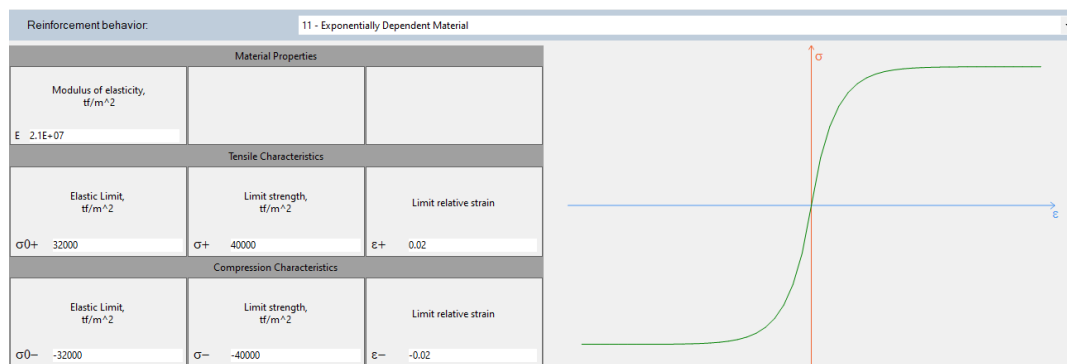 Reinforcement behavior: 11 - Exponentially Dependent Material
Material Properties
Modulus of elasticity,
tf/m^2
E 2.1E+07
Tensile Characteristics
Elastic Limit,
tf/m^2
σ0+ 32000
Limit strength,
tf/m^2
σ+ 40000
Limit relative strain
ε+ 0.02
Compression Characteristics
Elastic Limit,
tf/m^2
σ0− -32000
Limit strength,
tf/m^2
σ− -40000
Limit relative strain
ε− -0.02
σ
ε